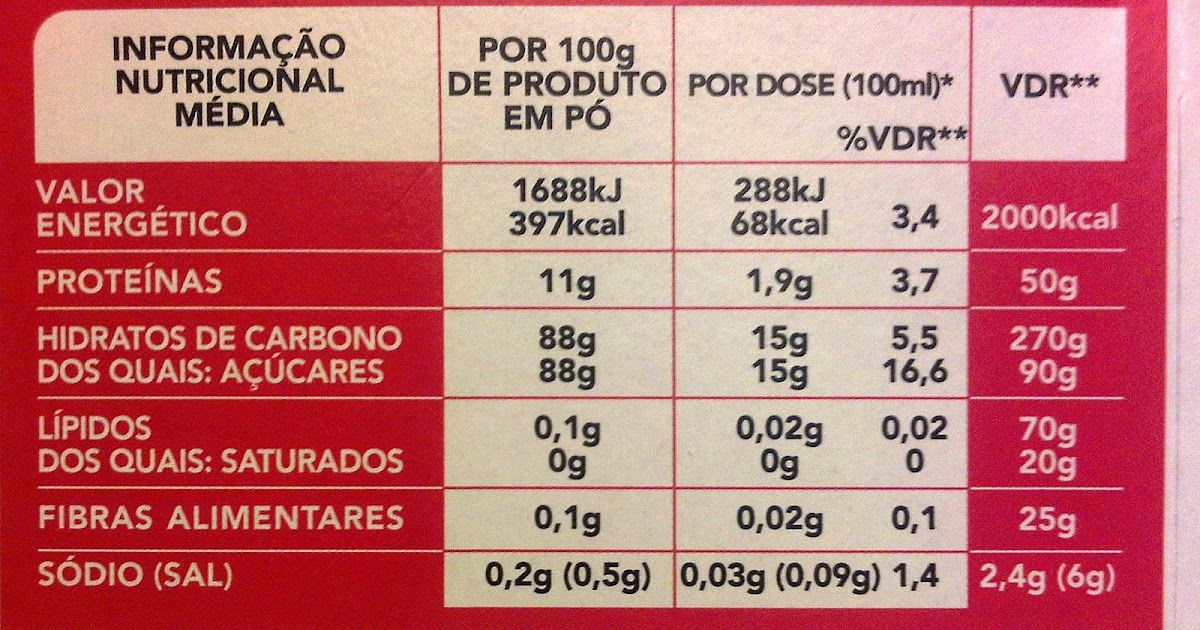 INFORMAÇÃO NUTRICIONAL MÉDIA
POR 100g DE PRODUTO EM PÓ
POR DOSE (100ml)*
%VDR**
VDR**
VALOR ENERGÉTICO 1688kJ 397kcal 288kJ 68kcal 3,4 2000kcal
PROTEÍNAS 11g 1,9g 3,7 50g
HIDRATOS DE CARBONO 88g 15g 5,5 270g
DOS QUAIS: AÇÚCARES 88g 15g 16,6 90g
LÍPIDOS 0,1g 0,02g 0,02 70g
DOS QUAIS: SATURADOS 0g 0g 0 20g
FIBRAS ALIMENTARES 0,1g 0,02g 0,1 25g
SÓDIO (SAL) 0,2g (0,5g) 0,03g (0,09g) 1,4 2,4g (6g)